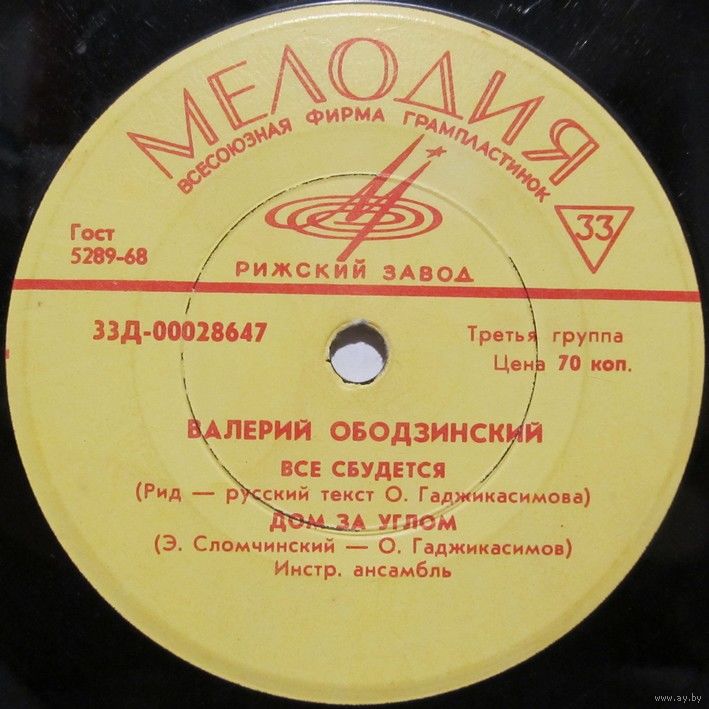 МЕЛОДИЯ
ВСЕСОЮЗНАЯ ФИРМА ГРАМПЛАСТИНОК
Гост
5289-68
33
РИЖСКИЙ ЗАВОД
33Д-00028647
Третья группа
Цена 70 коп.
ВАЛЕРИЙ ОБОДЗИНСКИЙ
ВСЕ СБУДЕТСЯ
(Рид — русский текст О. Гаджикасимова)
ДОМ ЗА УГЛОМ
(Э. Сломчинский — О. Гаджикасимов)
Инстр. ансамбль
www.ay.by